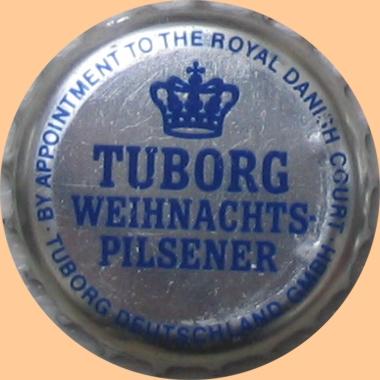 · BY APPOINTMENT TO THE ROYAL DANISH COURT ·
TUBORG
WEIHNACHTS-
PILSENER
TUBORG DEUTSCHLAND GMBH